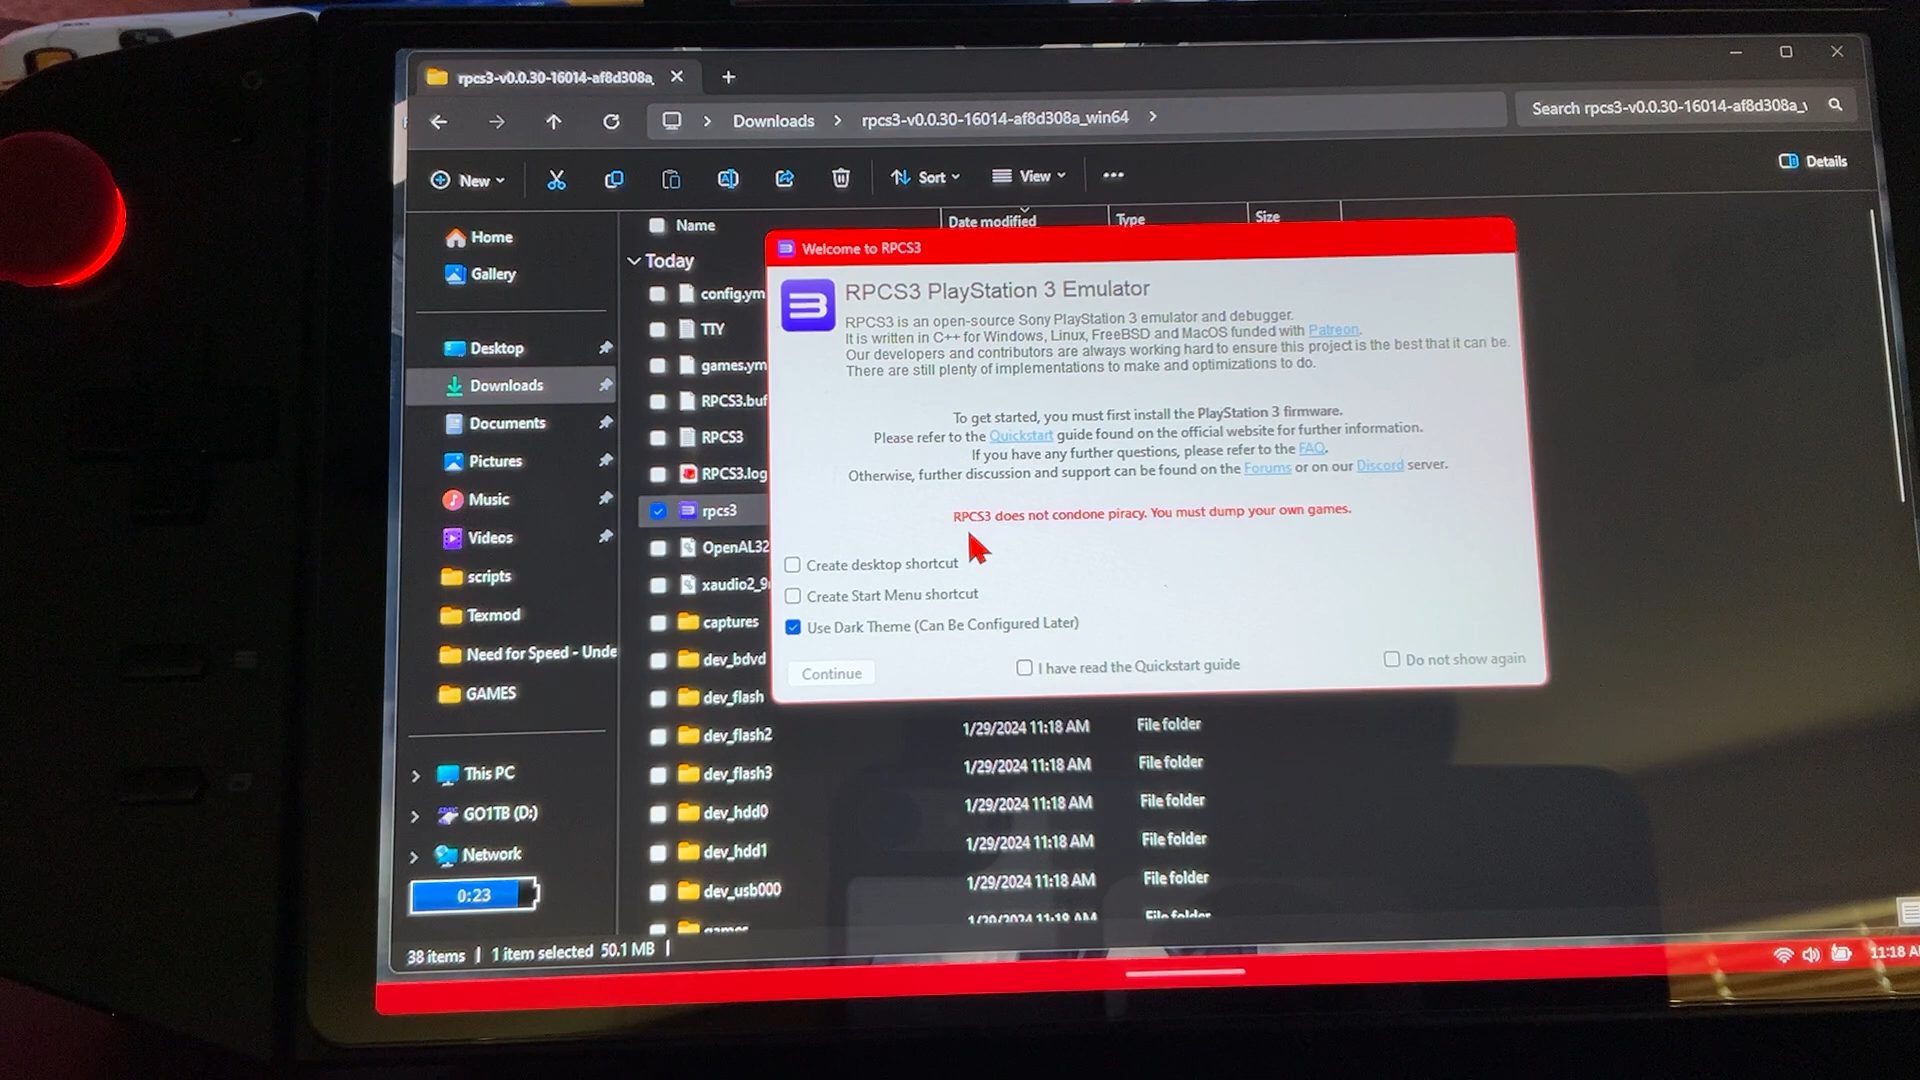 rpcs3-v0.0.30-16014-af8d308a
Downloads
rpcs3-v0.0.30-16014-af8d308a_win64
Search rpcs3-v0.0.30-16014-af8d308a_
New
Sort
View
Details
Name
Date modified
Type
Size
Home
Gallery
Desktop
Downloads
Documents
Pictures
Music
Videos
scripts
Texmod
Need for Speed - Unde
GAMES
This PC
GO1TB (D:)
Network
0:23
Today
config.ym
TTY
games.ym
RPCS3.buf
RPCS3
RPCS3.log
rpcs3
OpenAL32
xaudio2_9
captures
dev_bdvd
dev_flash
dev_flash2 1/29/2024 11:18 AM File folder
dev_flash3 1/29/2024 11:18 AM File folder
dev_hdd0 1/29/2024 11:18 AM File folder
dev_hdd1 1/29/2024 11:18 AM File folder
dev_usb000 1/29/2024 11:18 AM File folder
games 1/29/2024 11:19 AM File folder
Welcome to RPCS3
RPCS3 PlayStation 3 Emulator
RPCS3 is an open-source Sony PlayStation 3 emulator and debugger.
It is written in C++ for Windows, Linux, FreeBSD and MacOS funded with Patreon.
Our developers and contributors are always working hard to ensure this project is the best that it can be.
There are still plenty of implementations to make and optimizations to do.
To get started, you must first install the PlayStation 3 firmware.
Please refer to the Quickstart guide found on the official website for further information.
If you have any further questions, please refer to the FAQ.
Otherwise, further discussion and support can be found on the Forums or on our Discord server.
RPCS3 does not condone piracy. You must dump your own games.
Create desktop shortcut
Create Start Menu shortcut
Use Dark Theme (Can Be Configured Later)
Continue
I have read the Quickstart guide
Do not show again
38 items | 1 item selected 50.1 MB |
11:18 A